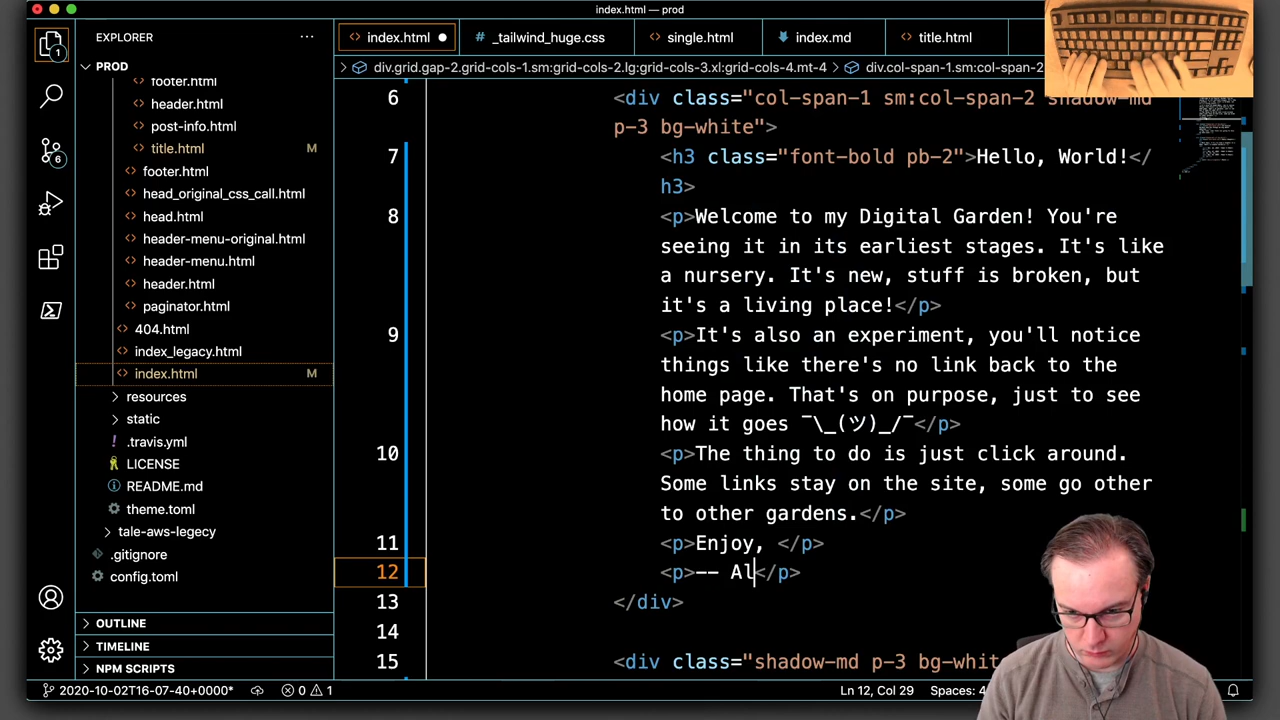 index.html — prod
EXPLORER
PROD
footer.html
header.html
post-info.html
title.html M
footer.html
head_original_css_call.html
head.html
header-menu-original.html
header-menu.html
header.html
paginator.html
404.html
index_legacy.html
index.html M
resources
static
.travis.yml
LICENSE
README.md
theme.toml
tale-aws-legecy
.gitignore
config.toml
OUTLINE
TIMELINE
NPM SCRIPTS
1
6
index.html
_tailwind_huge.css
single.html
index.md
title.html
div.grid.gap-2.grid-cols-1.sm:grid-cols-2.lg:grid-cols-3.xl:grid-cols-4.mt-4 > div.col-span-1.sm:col-span-2
6 <div class="col-span-1 sm:col-span-2 shadow-md
p-3 bg-white">
7 <h3 class="font-bold pb-2">Hello, World!</
h3>
8 <p>Welcome to my Digital Garden! You're
seeing it in its earliest stages. It's like
a nursery. It's new, stuff is broken, but
it's a living place!</p>
9 <p>It's also an experiment, you'll notice
things like there's no link back to the
home page. That's on purpose, just to see
how it goes ¯\_(ツ)_/¯</p>
10 <p>The thing to do is just click around.
Some links stay on the site, some go other
to other gardens.</p>
11 <p>Enjoy, </p>
12 <p>-- Al</p>
13 </div>
14
15 <div class="shadow-md p-3 bg-whit
2020-10-02T16-07-40+0000* 0 1
Ln 12, Col 29 Spaces: 4